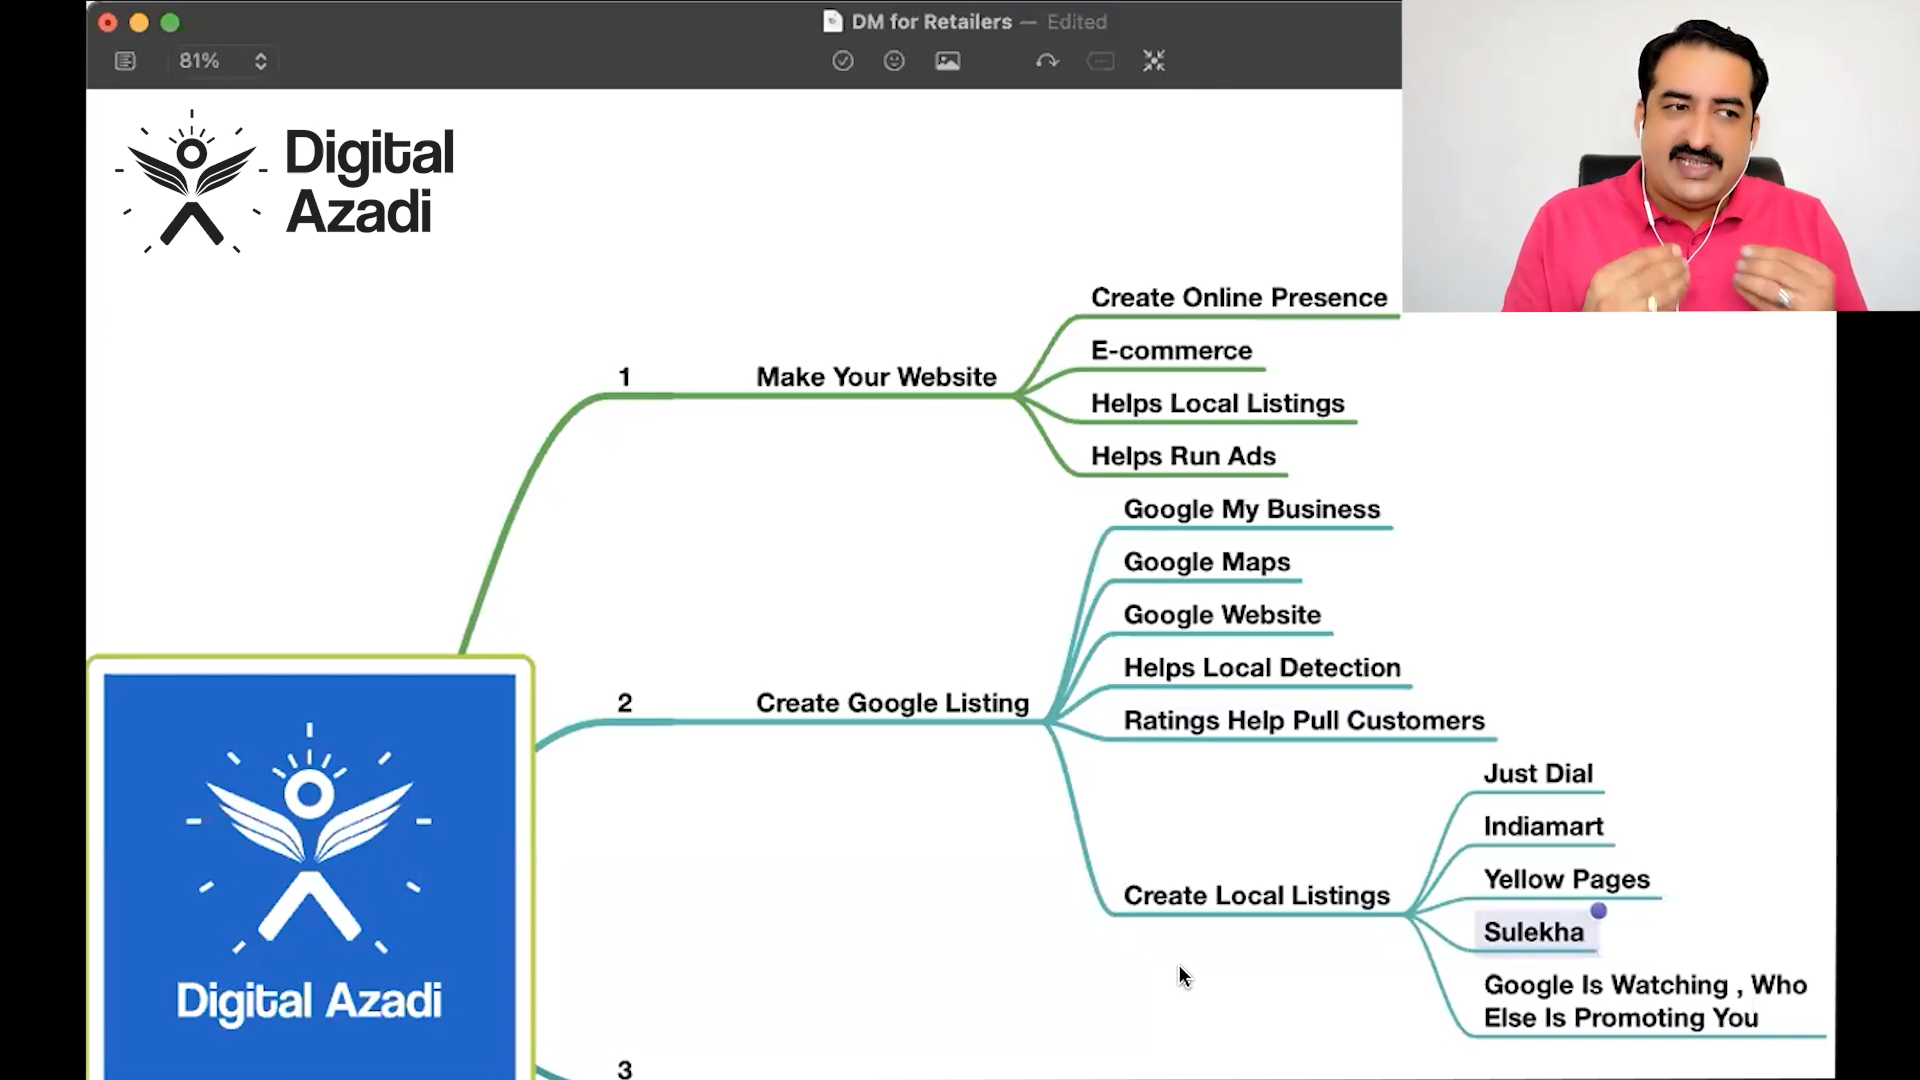 DM for Retailers — Edited
81%
Digital
Azadi
1
Make Your Website
Create Online Presence
E-commerce
Helps Local Listings
Helps Run Ads
2
Create Google Listing
Google My Business
Google Maps
Google Website
Helps Local Detection
Ratings Help Pull Customers
Create Local Listings
Just Dial
Indiamart
Yellow Pages
Sulekha
Google Is Watching , Who
Else Is Promoting You
Digital Azadi
3